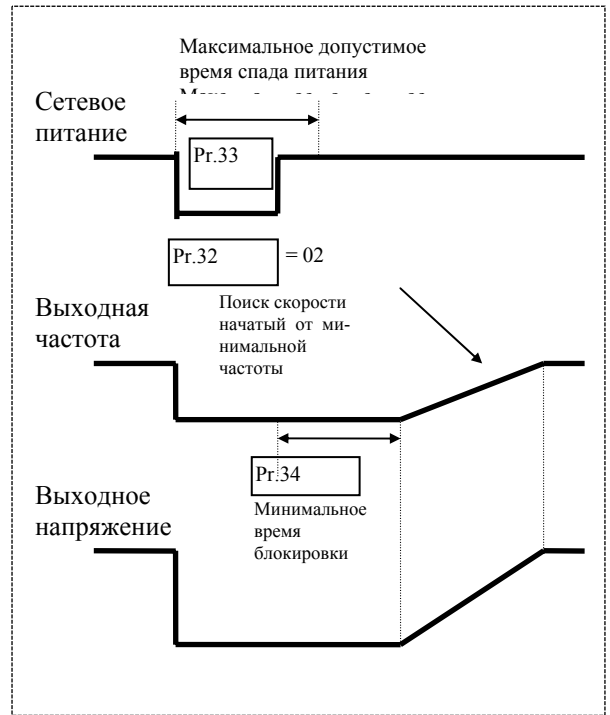 Максимальное допустимое
время спада питания
Сетевое
питание
Pr.33
Pr.32 = 02
Поиск скорости
начатый от ми-
нимальной
частоты
Выходная
частота
Pr.34
Минимальное
время
блокировки
Выходное
напряжение